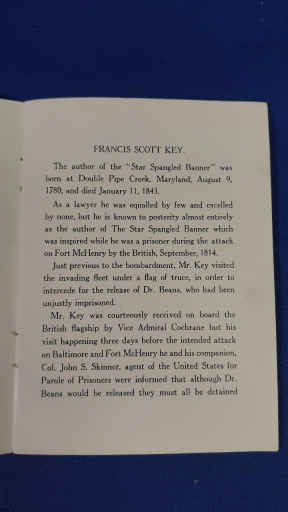 FRANCIS SCOTT KEY.
The author of the "Star Spangled Banner" was
born at Double Pipe Creek, Maryland, August 9,
1780, and died January 11, 1843.
As a lawyer he was equalled by few and excelled
by none, but he is known to posterity almost entirely
as the author of The Star Spangled Banner which
was inspired while he was a prisoner during the attack
on Fort McHenry by the British, September, 1814.
Just previous to the bombardment, Mr. Key visited
the invading fleet under a flag of truce, in order to
intercede for the release of Dr. Beans, who had been
unjustly imprisoned.
Mr. Key was courteously received on board the
British flagship by Vice Admiral Cochrane but his
visit happening three days before the intended attack
on Baltimore and Fort McHenry he and his companion,
Col. John S. Skinner, agent of the United States for
Parole of Prisoners were informed that although Dr.
Beans would be released they must all be detained